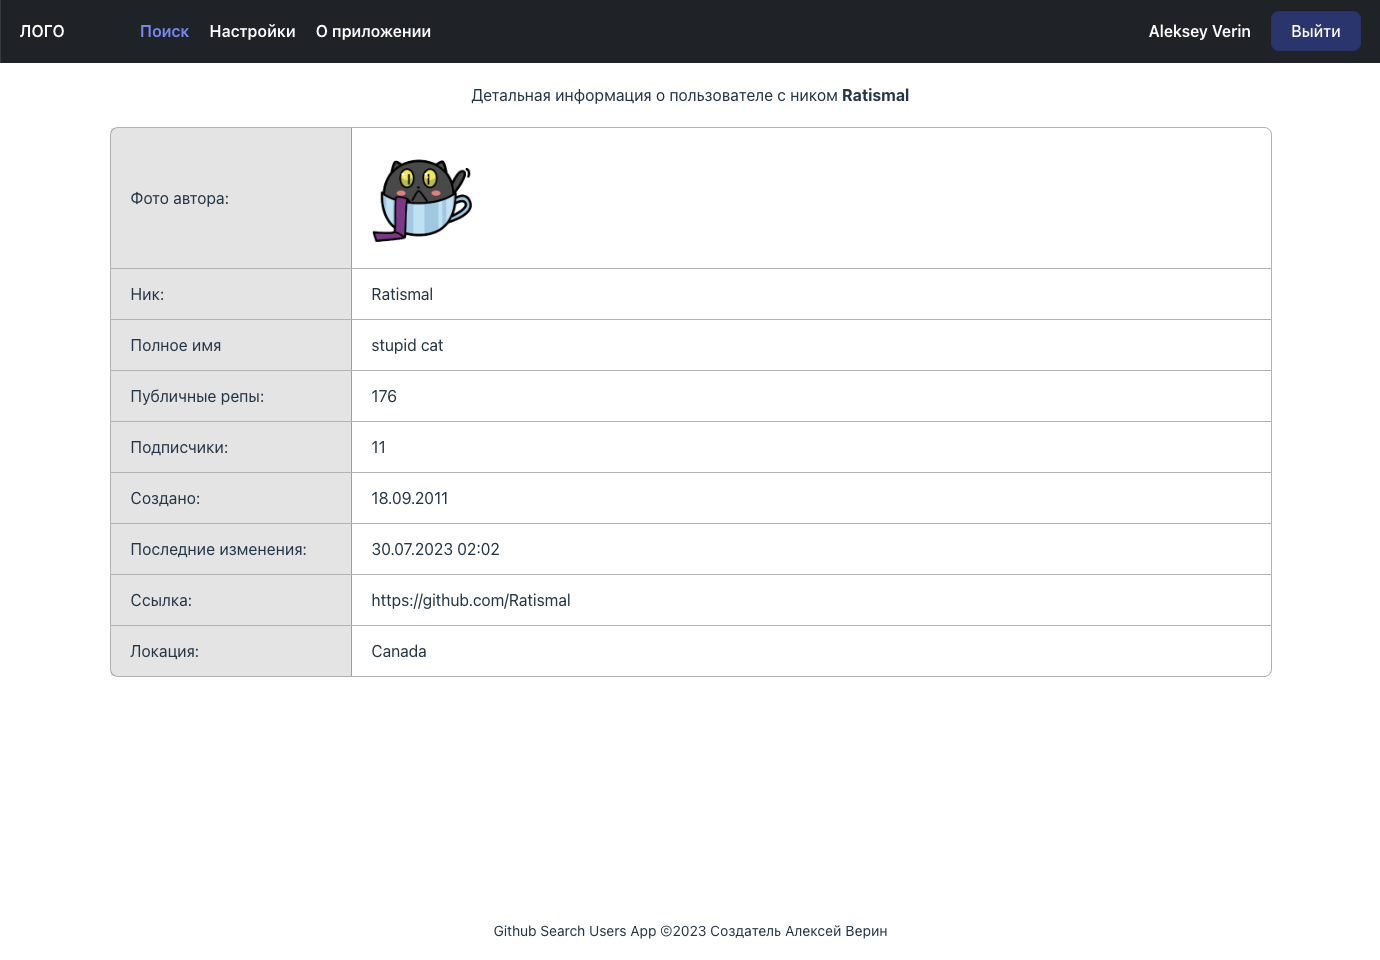 ЛОГО Поиск Настройки О приложении Aleksey Verin Выйти
Детальная информация о пользователе с ником Ratismal
Фото автора:
Ник: Ratismal
Полное имя stupid cat
Публичные репы: 176
Подписчики: 11
Создано: 18.09.2011
Последние изменения: 30.07.2023 02:02
Ссылка: https://github.com/Ratismal
Локация: Canada
Github Search Users App ©2023 Создатель Алексей Верин